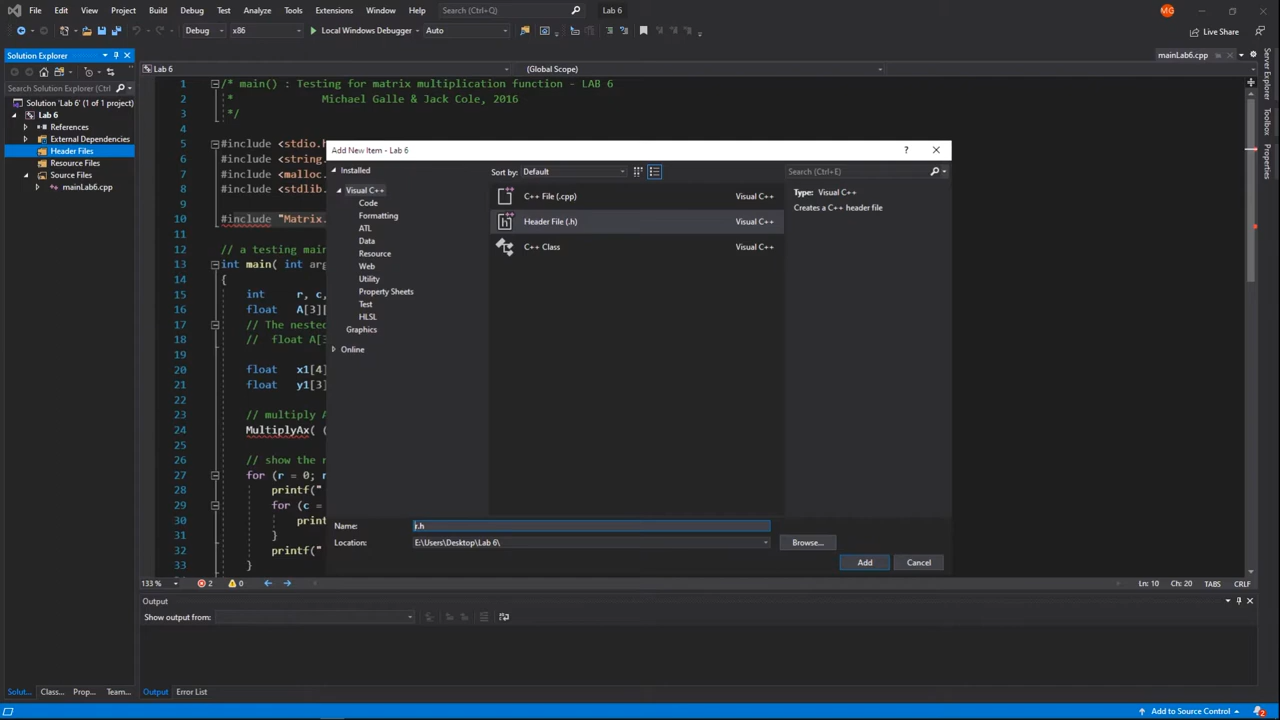 File Edit View Project Build Debug Test Analyze Tools Extensions Window Help Search (Ctrl+Q) Lab 6 MG
Debug x86 Local Windows Debugger Auto Live Share
Solution Explorer
Search Solution Explorer (Ctrl+;)
Solution 'Lab 6' (1 of 1 project)
Lab 6
References
External Dependencies
Header Files
Resource Files
Source Files
mainLab6.cpp
mainLab6.cpp
Lab 6 (Global Scope)
1 /* main() : Testing for matrix multiplication function - LAB 6
2 * Michael Galle & Jack Cole, 2016
3 */
4
5 #include <stdio.h
6 #include <string.
7 #include <malloc.
8 #include <stdlib.
9
10 #include "Matrix.
11
12 // a testing mai
13 int main( int arg
14 {
15 int r, c,
16 float A[3][
17 // The nested
18 // float A[3
19
20 float x1[4]
21 float y1[3]
22
23 // multiply A
24 MultiplyAx( (
25
26 // show the r
27 for (r = 0; r
28 printf("
29 for (c =
30 print
31 }
32 printf("
33 }
Add New Item - Lab 6
? 
Installed
Visual C++
Code
Formatting
ATL
Data
Resource
Web
Utility
Property Sheets
Test
HLSL
Graphics
Online
Sort by: Default
C++ File (.cpp) Visual C++
Header File (.h) Visual C++
C++ Class Visual C++
Search (Ctrl+E)
Type: Visual C++
Creates a C++ header file
Name: r.h
Location: E:\Users\Desktop\Lab 6\
Browse...
Add Cancel
Server Explorer
Toolbox
Properties
133 % 2 0 Ln: 10 Ch: 20 TABS CRLF
Output
Show output from:
Solut... Class... Prop... Team... Output Error List
Add to Source Control 2